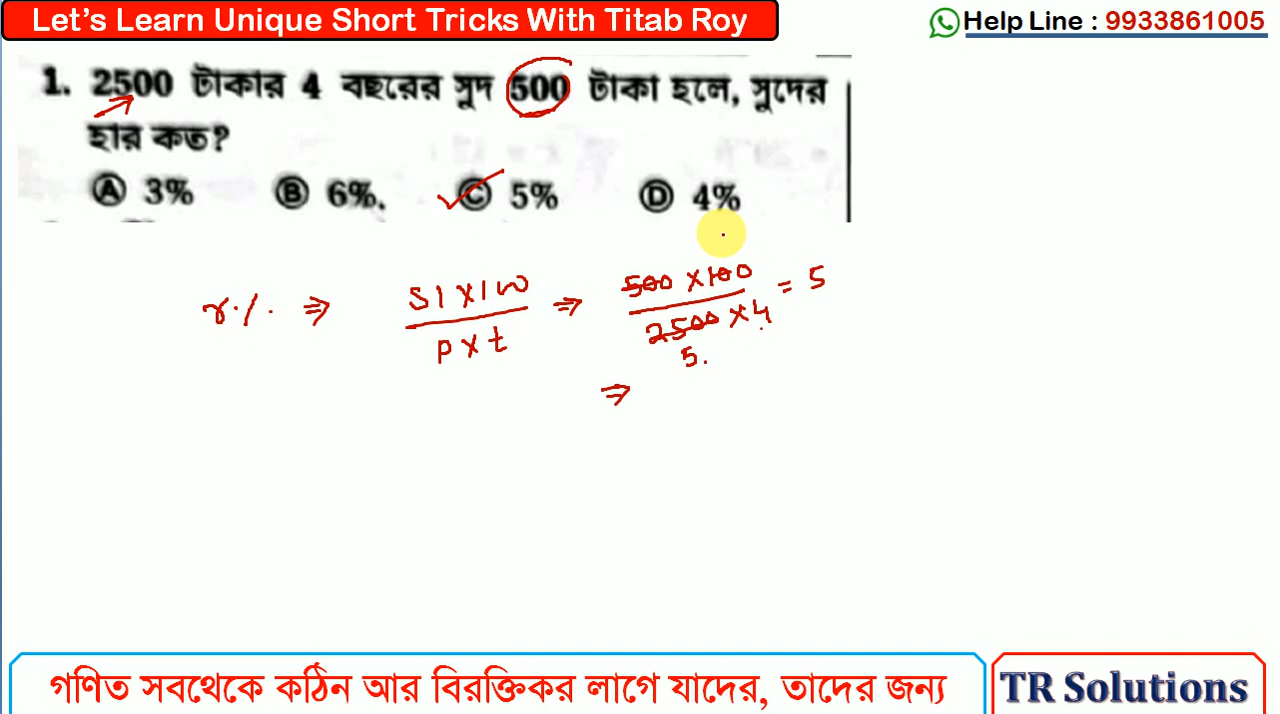 Let's Learn Unique Short Tricks With Titab Roy
Help Line : 9933861005
1. 2500 টাকার 4 বছরের সুদ 500 টাকা হলে, সুদের
হার কত?
Ⓐ 3% Ⓑ 6%. Ⓒ 5% Ⓓ 4%
r% ⇒ SI×100 / P×t ⇒ 500×100 / 2500×4 = 5
5.
⇒
গণিত সবথেকে কঠিন আর বিরক্তিকর লাগে যাদের, তাদের জন্য
TR Solutions